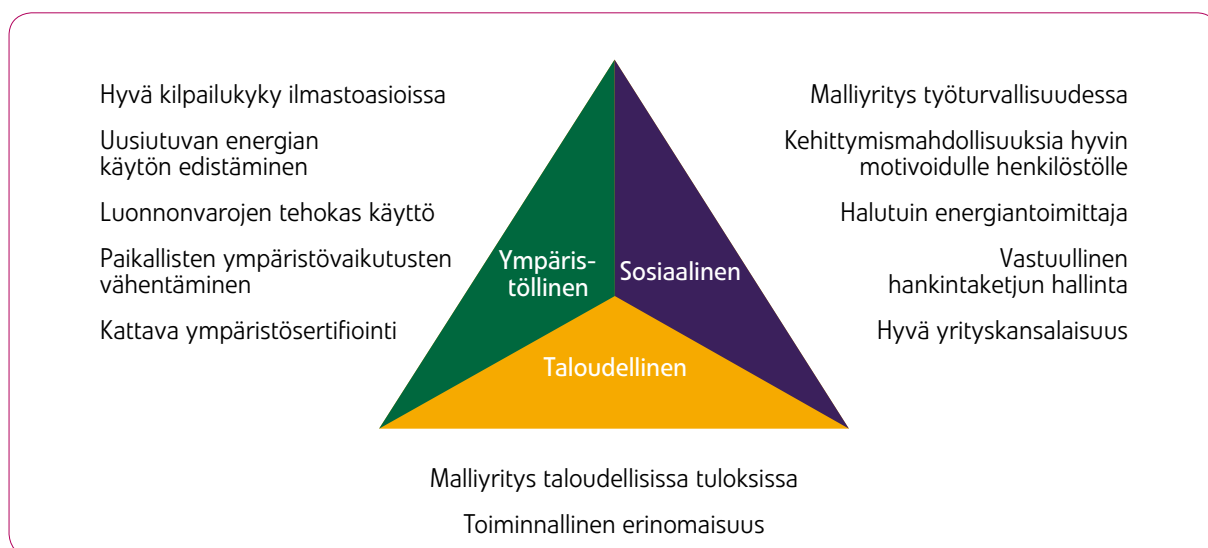 Hyvä kilpailukyky ilmastoasioissa
Uusiutuvan energian
käytön edistäminen
Luonnonvarojen tehokas käyttö
Paikallisten ympäristövaikutusten
vähentäminen
Kattava ympäristösertifiointi
Ympäris-
töllinen
Sosiaalinen
Taloudellinen
Malliyritys työturvallisuudessa
Kehittymismahdollisuuksia hyvin
motivoidulle henkilöstölle
Halutuin energiantoimittaja
Vastuullinen
hankintaketjun hallinta
Hyvä yrityskansalaisuus
Malliyritys taloudellisissa tuloksissa
Toiminnallinen erinomaisuus